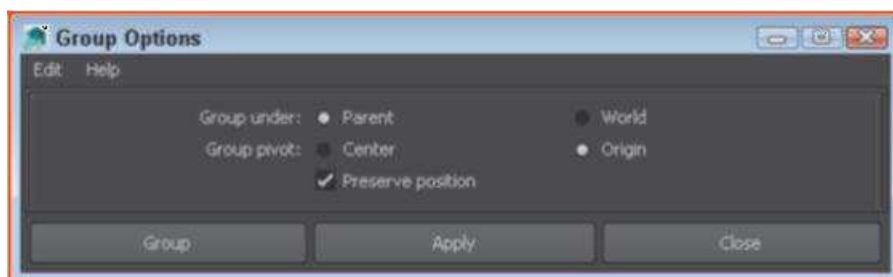 Group Options
Edit Help
Group under: Parent World
Group pivot: Center Origin
Preserve position
Group Apply Close